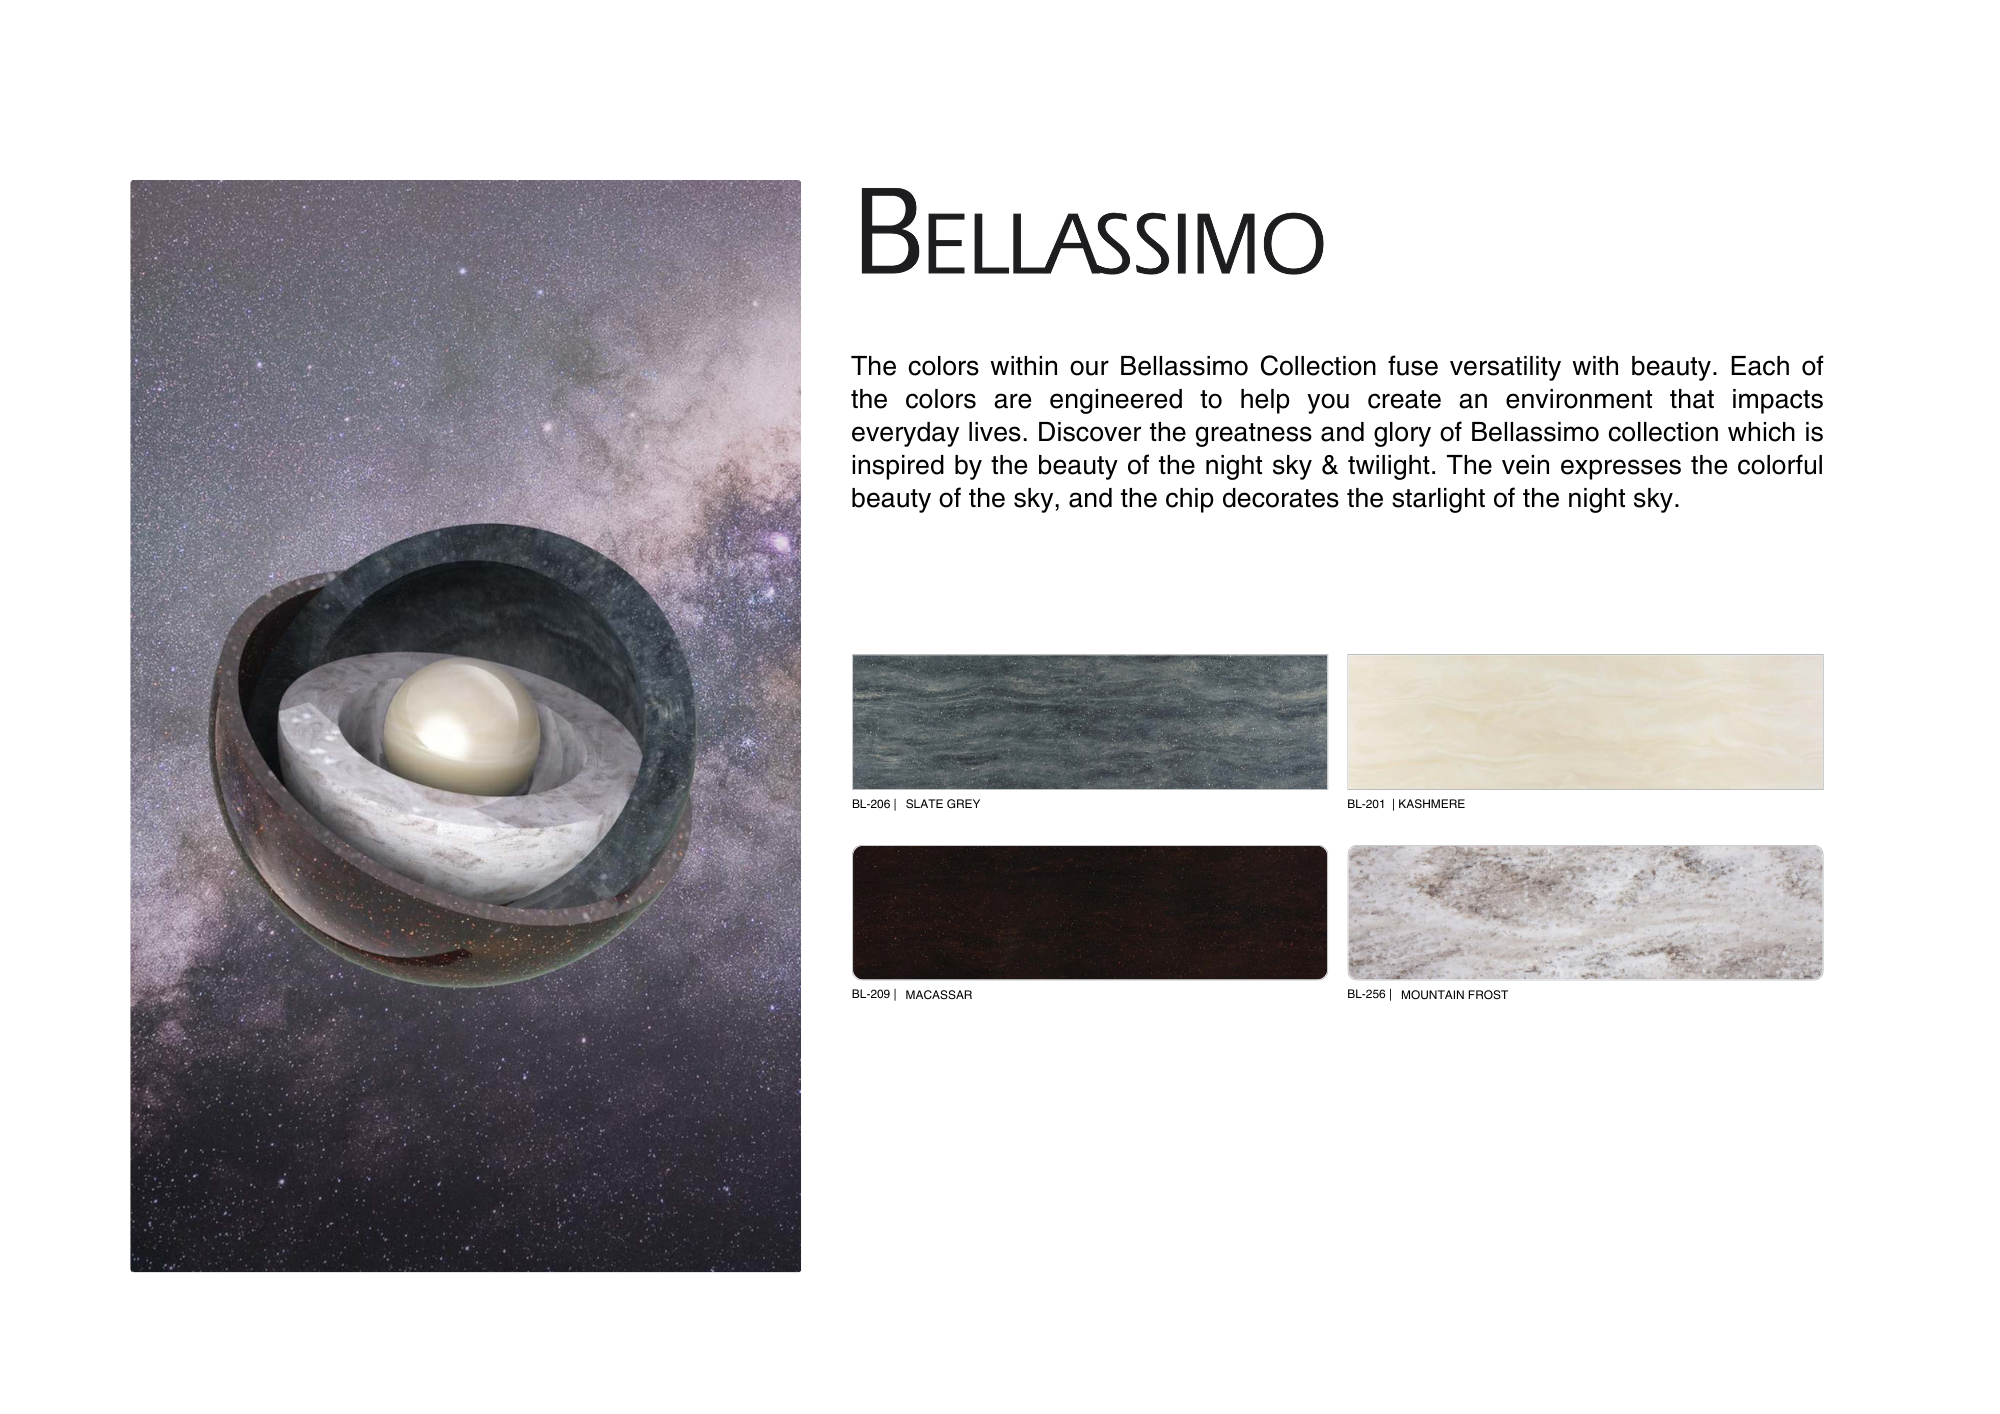 BELLASSIMO
The colors within our Bellassimo Collection fuse versatility with beauty. Each of
the colors are engineered to help you create an environment that impacts
everyday lives. Discover the greatness and glory of Bellassimo collection which is
inspired by the beauty of the night sky & twilight. The vein expresses the colorful
beauty of the sky, and the chip decorates the starlight of the night sky.
BL-206 | SLATE GREY
BL-201 | KASHMERE
BL-209 | MACASSAR
BL-256 | MOUNTAIN FROST